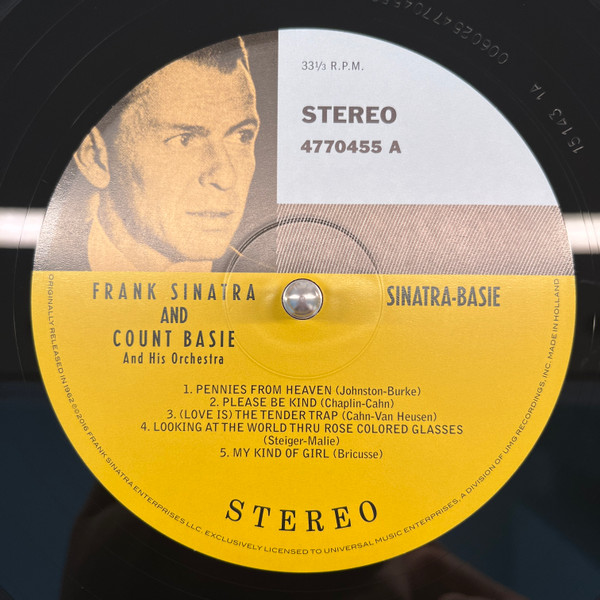 33⅓ R.P.M.
STEREO
4770455 A
FRANK SINATRA
AND
COUNT BASIE
And His Orchestra
SINATRA-BASIE
1. PENNIES FROM HEAVEN (Johnston-Burke)
2. PLEASE BE KIND (Chaplin-Cahn)
3. (LOVE IS) THE TENDER TRAP (Cahn-Van Heusen)
4. LOOKING AT THE WORLD THRU ROSE COLORED GLASSES
(Steiger-Malie)
5. MY KIND OF GIRL (Bricusse)
STEREO
ORIGINALLY RELEASED IN 1962 ℗©2016 FRANK SINATRA ENTERPRISES LLC. EXCLUSIVELY LICENSED TO UNIVERSAL MUSIC ENTERPRISES, A DIVISION OF UMG RECORDINGS, INC. MADE IN HOLLAND
15143 1A